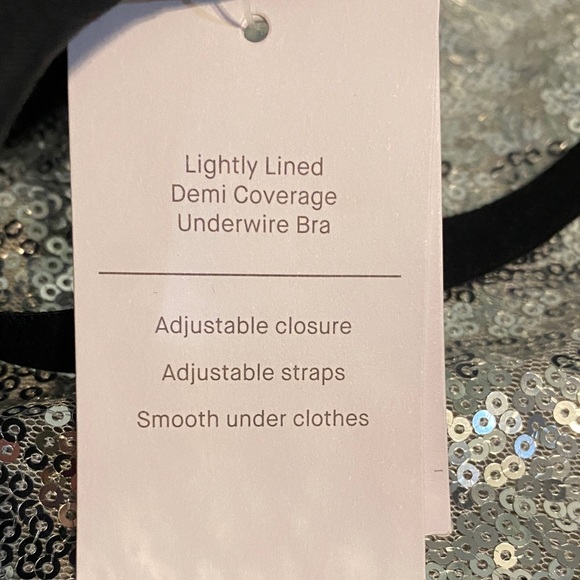 Lightly Lined
Demi Coverage
Underwire Bra
Adjustable closure
Adjustable straps
Smooth under clothes